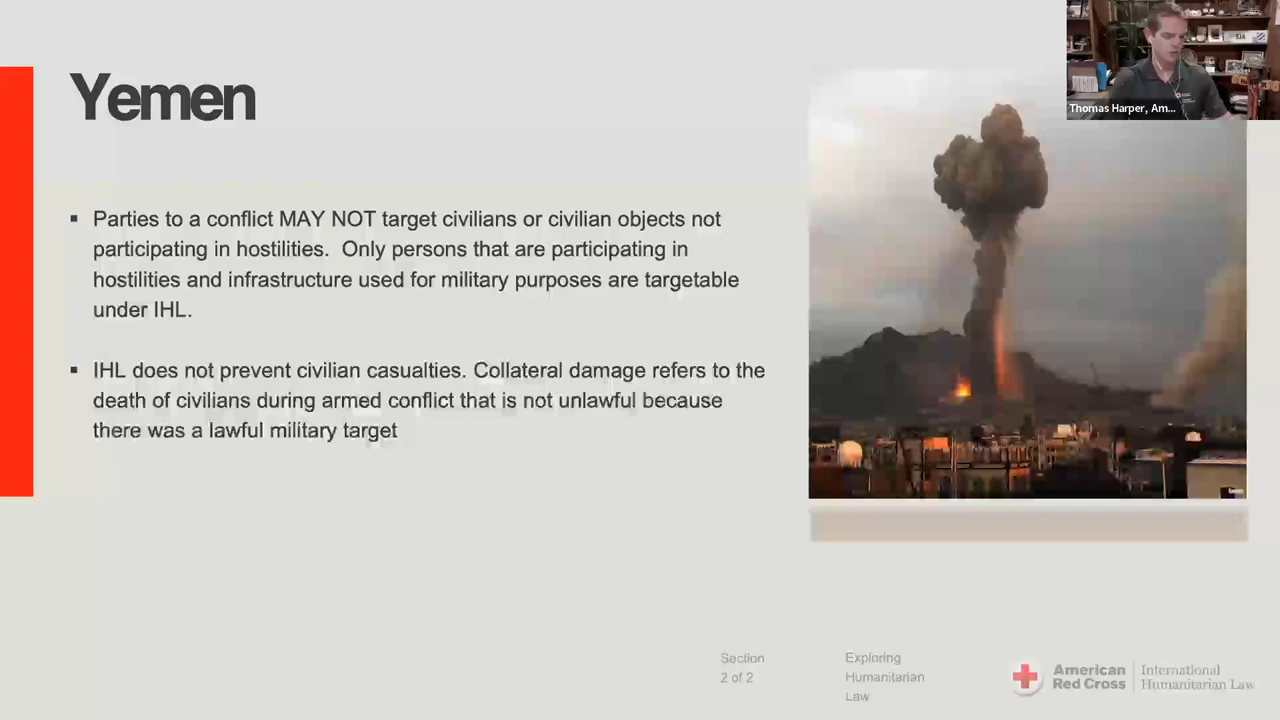 Yemen
Thomas Harper, Am...
▪ Parties to a conflict MAY NOT target civilians or civilian objects not
participating in hostilities. Only persons that are participating in
hostilities and infrastructure used for military purposes are targetable
under IHL.
▪ IHL does not prevent civilian casualties. Collateral damage refers to the
death of civilians during armed conflict that is not unlawful because
there was a lawful military target
Section
2 of 2
Exploring
Humanitarian
Law
American
Red Cross
International
Humanitarian Law